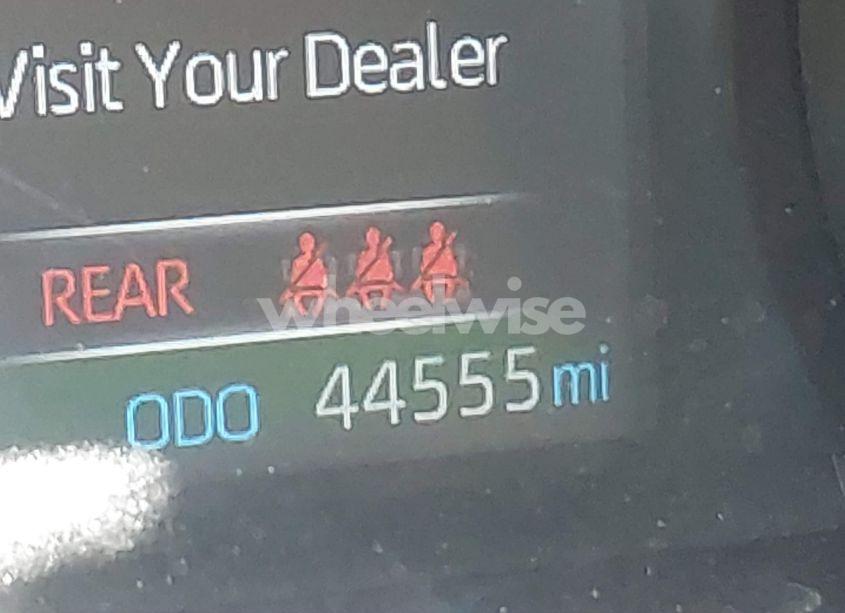 Visit Your Dealer
REAR
wheelwise
ODO 44555 mi